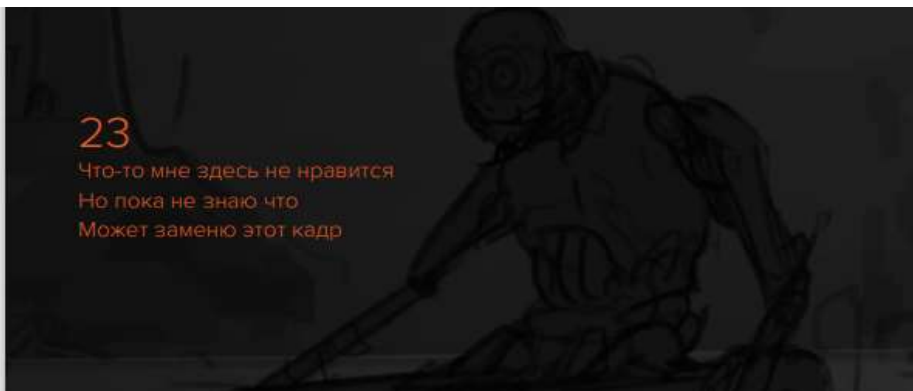 23
Что-то мне здесь не нравится
Но пока не знаю что
Может заменю этот кадр